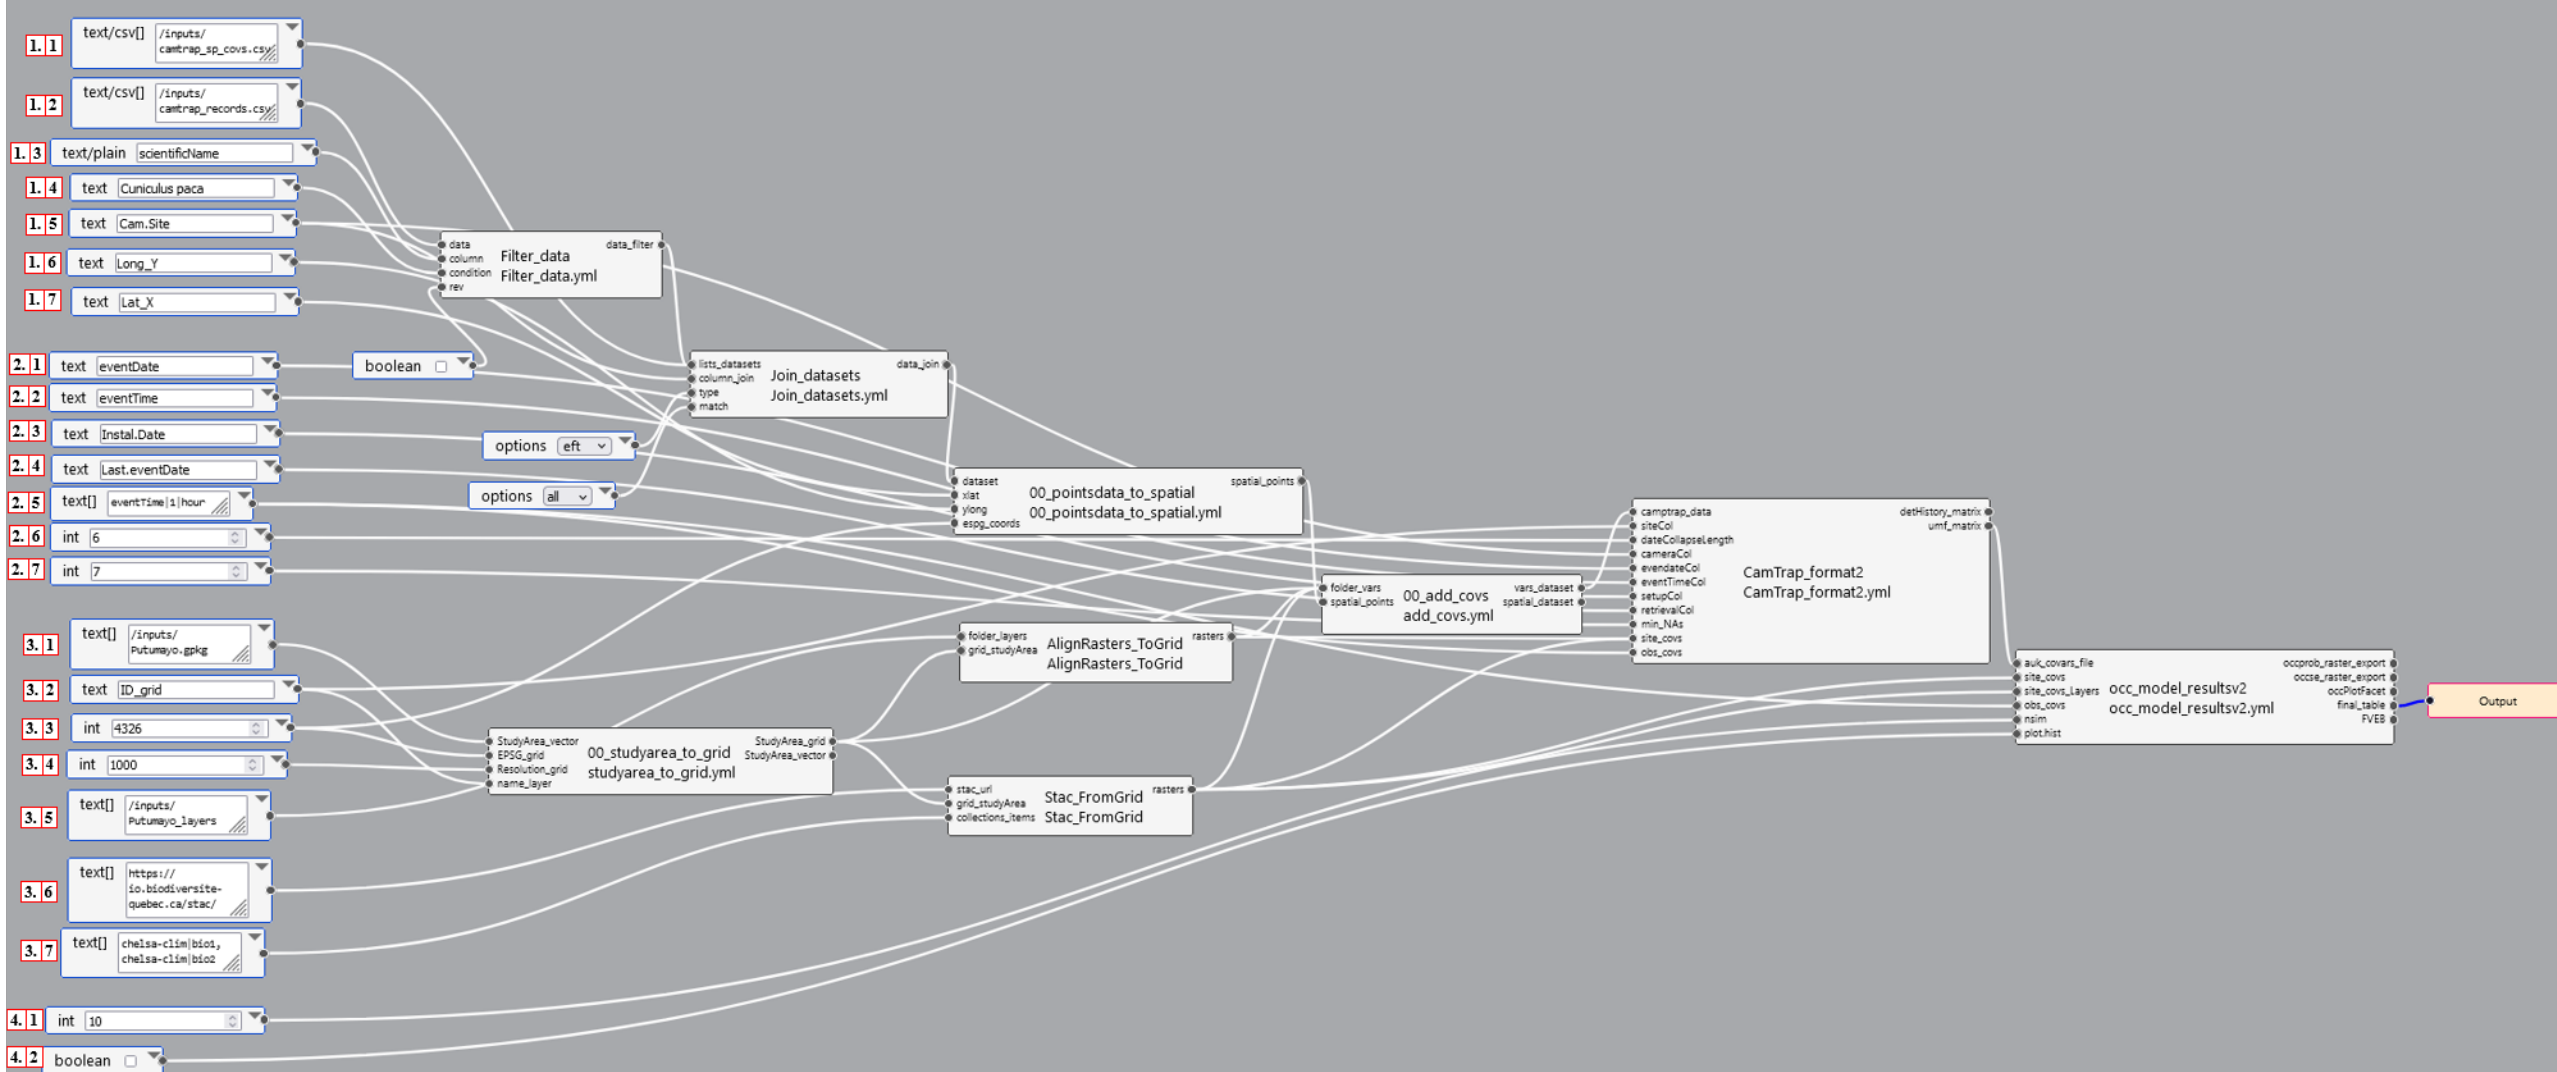 1. 1
text/csv[]
/inputs/
camtrap_sp_covs.csv
1. 2
text/csv[]
/inputs/
camtrap_records.csv
1. 3
text/plain scientificName
1. 4
text Cuniculus paca
1. 5
text Cam.Site
1. 6
text Long_Y
1. 7
text Lat_X
2. 1
text eventDate
boolean
2. 2
text eventTime
2. 3
text Instal.Date
2. 4
text Last.eventDate
2. 5
text[] eventTime|1|hour
2. 6
int 6
2. 7
int 7
3. 1
text[]
/inputs/
Putumayo.gpkg
3. 2
text ID_grid
3. 3
int 4326
3. 4
int 1000
3. 5
text[]
/inputs/
Putumayo_layers
3. 6
text[]
https://
io.biodiversite-
quebec.ca/stac/
3. 7
text[]
chelsa-clim|bio1,
chelsa-clim|bio2
4. 1
int 10
4. 2
boolean
data
column
condition
rev
Filter_data
Filter_data.yml
data_filter
options eft
options all
lists_datasets
column_join
type
match
Join_datasets
Join_datasets.yml
data_join
dataset
xlat
ylong
espg_coords
00_pointsdata_to_spatial
00_pointsdata_to_spatial.yml
spatial_points
StudyArea_vector
EPSG_grid
Resolution_grid
name_layer
00_studyarea_to_grid
studyarea_to_grid.yml
StudyArea_grid
StudyArea_vector
folder_layers
grid_studyArea
AlignRasters_ToGrid
AlignRasters_ToGrid
rasters
stac_url
grid_studyArea
collections_items
Stac_FromGrid
Stac_FromGrid
rasters
folder_vars
spatial_points
00_add_covs
add_covs.yml
vars_dataset
spatial_dataset
camptrap_data
siteCol
dateCollapseLength
cameraCol
evendateCol
eventTimeCol
setupCol
retrievalCol
min_NAs
site_covs
obs_covs
CamTrap_format2
CamTrap_format2.yml
detHistory_matrix
umf_matrix
auk_covars_file
site_covs
site_covs_Layers
obs_covs
nsim
plot.hist
occ_model_resultsv2
occ_model_resultsv2.yml
occprob_raster_export
occse_raster_export
occPlotFacet
final_table
FVEB
Output